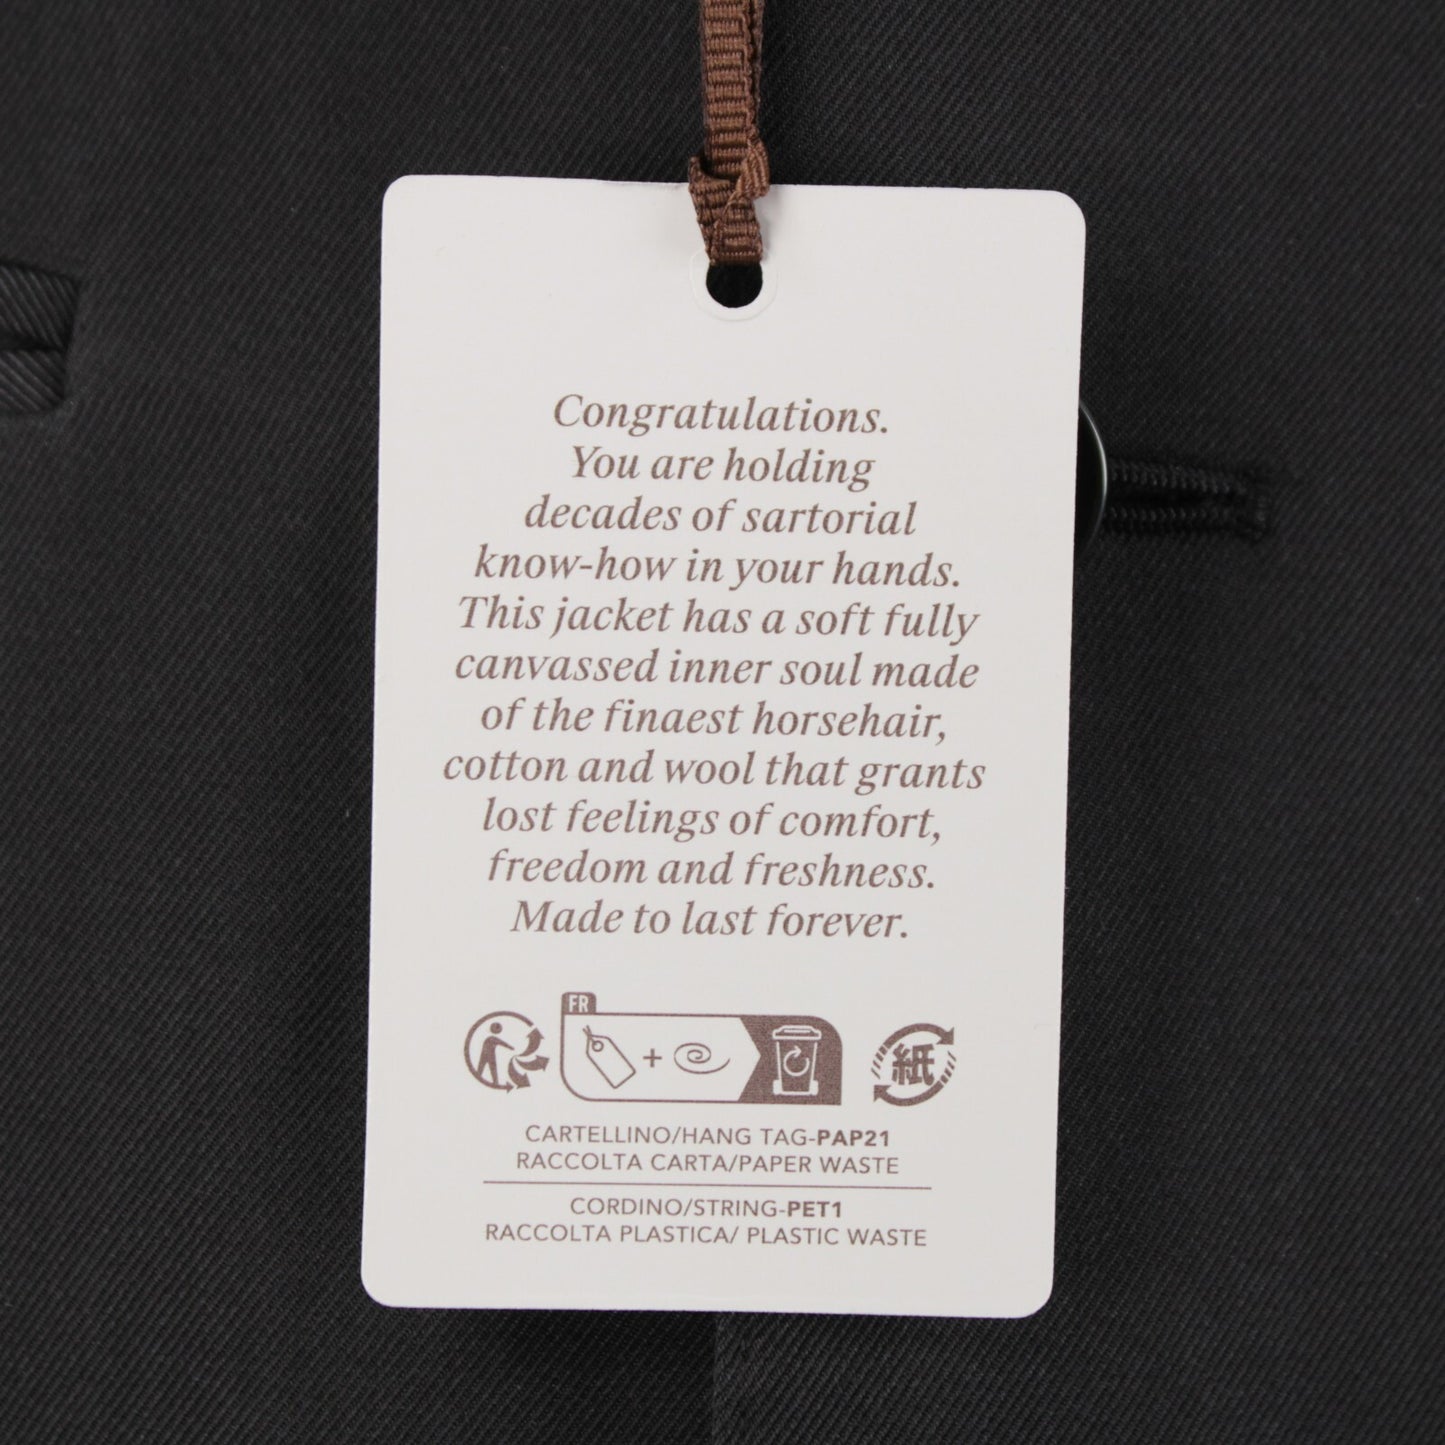 Congratulations.
You are holding
decades of sartorial
know-how in your hands.
This jacket has a soft fully
canvassed inner soul made
of the finaest horsehair,
cotton and wool that grants
lost feelings of comfort,
freedom and freshness.
Made to last forever.
FR
+
紙
CARTELLINO/HANG TAG-PAP21
RACCOLTA CARTA/PAPER WASTE
CORDINO/STRING-PET1
RACCOLTA PLASTICA/ PLASTIC WASTE